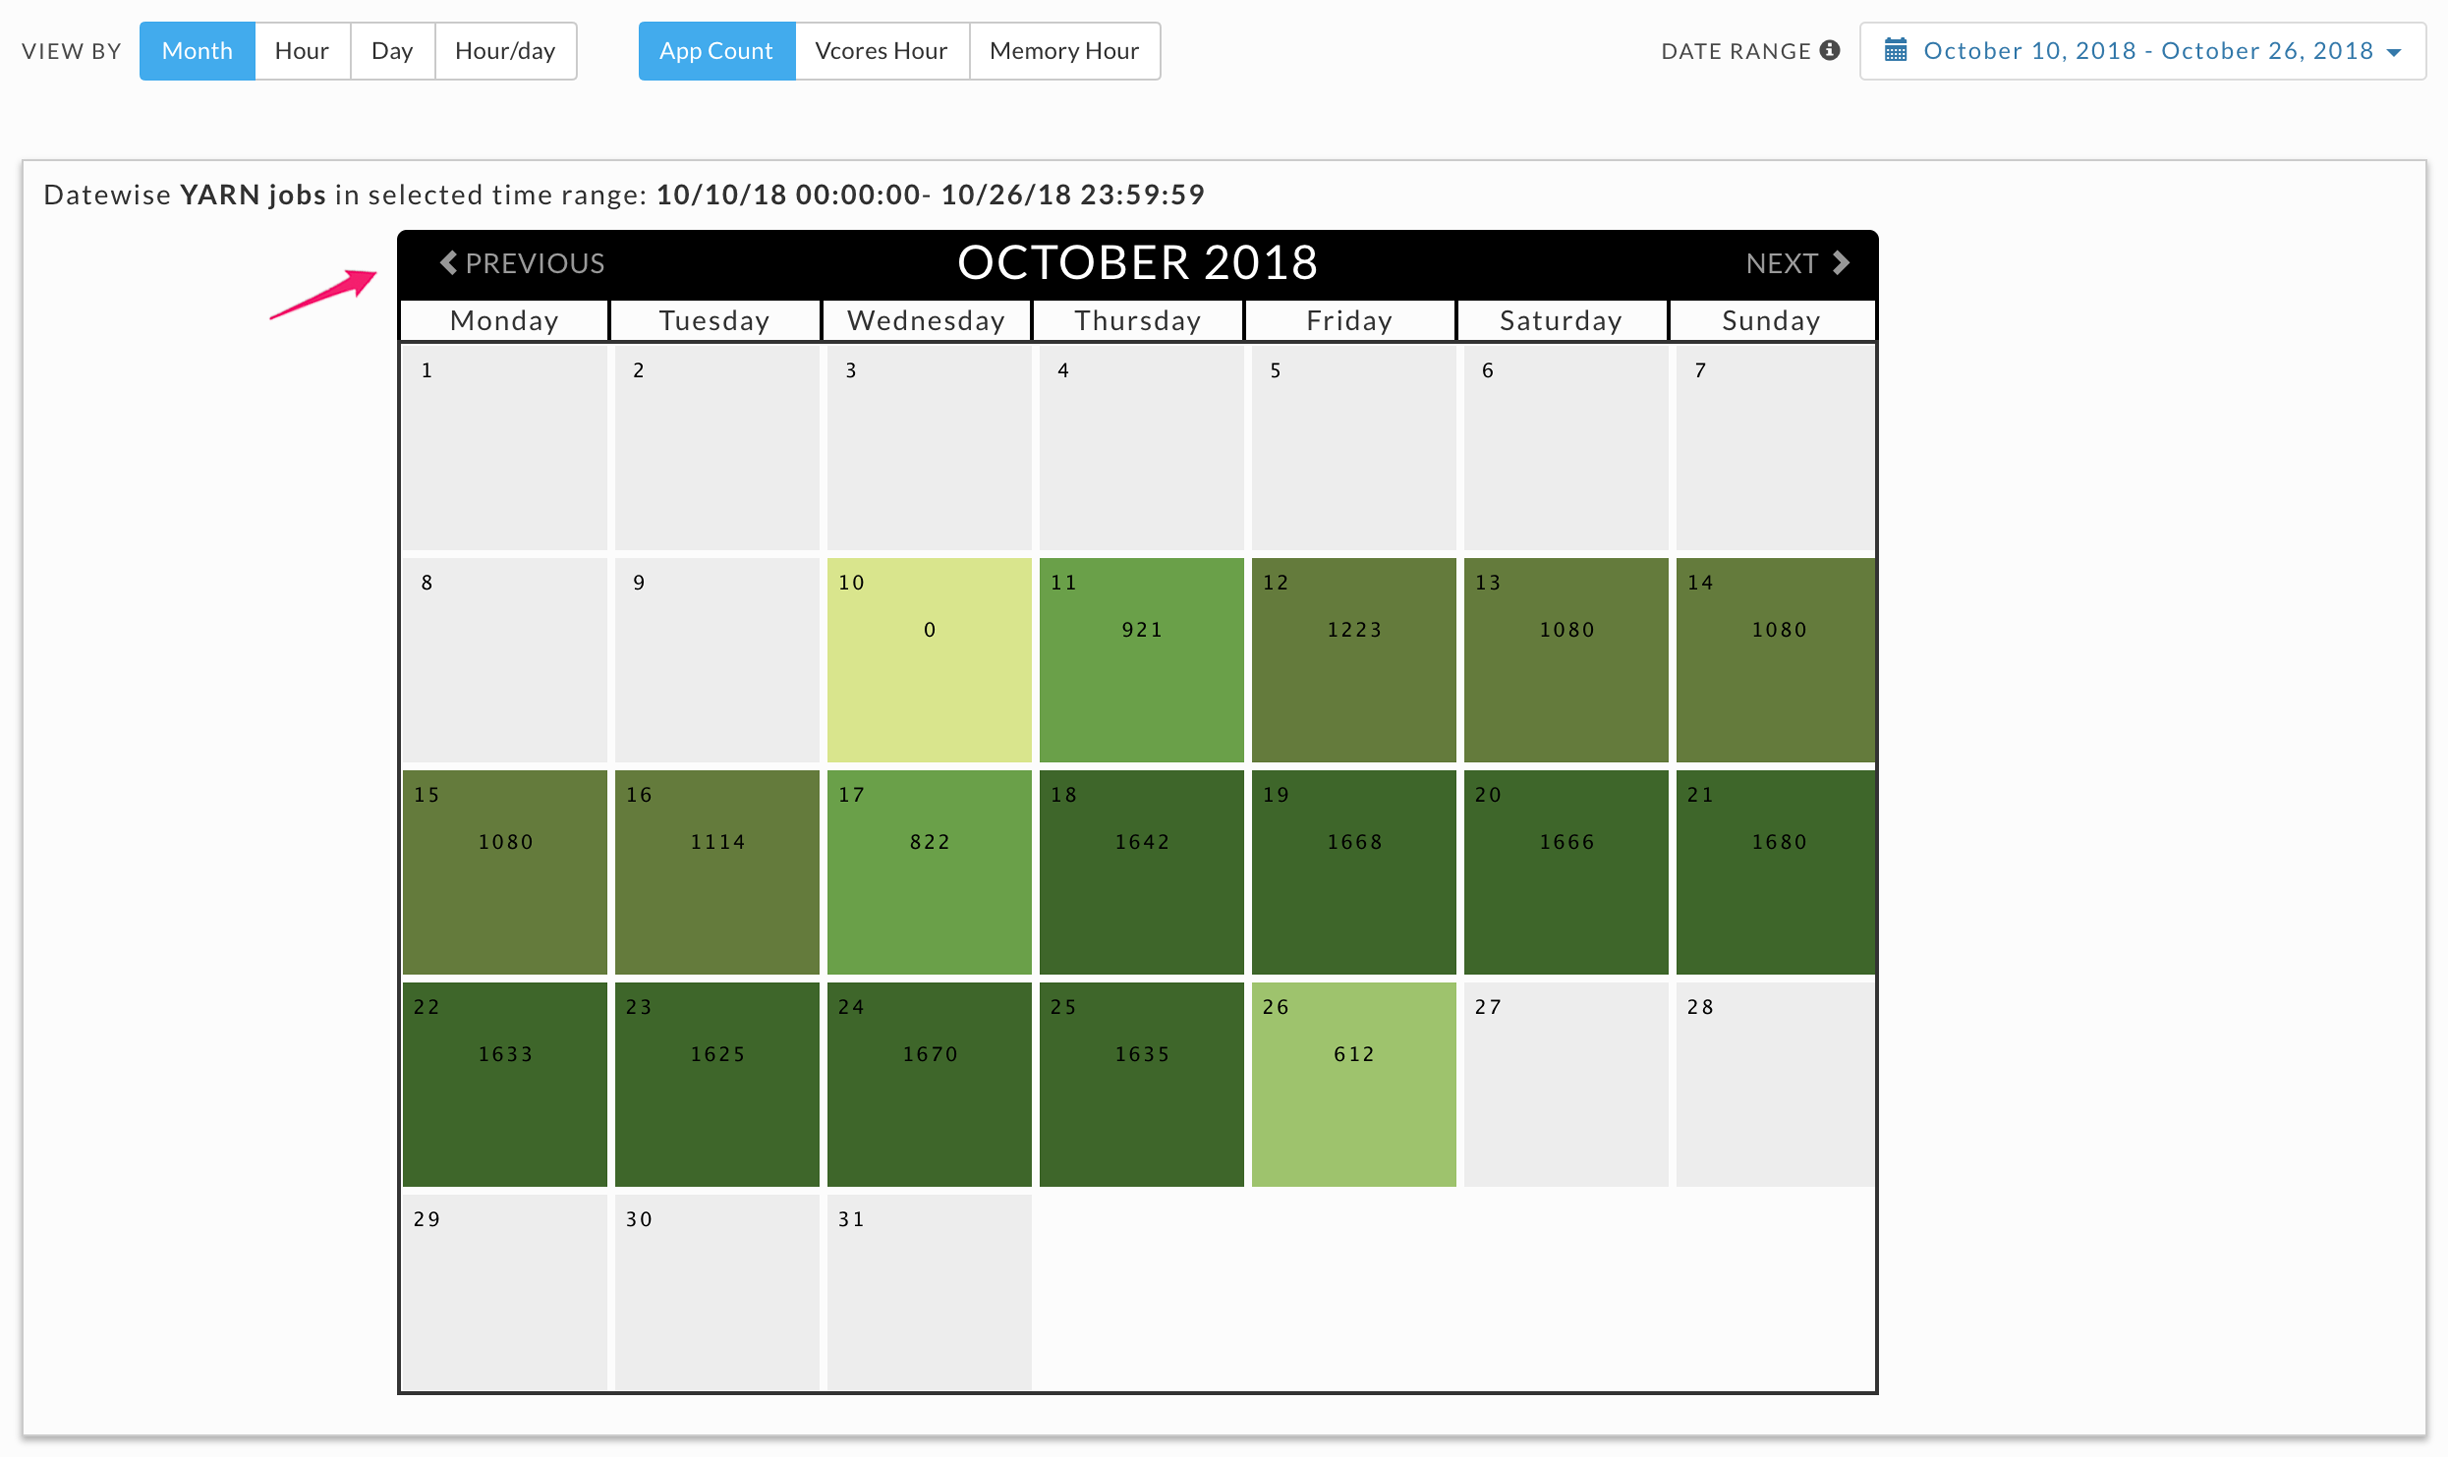 VIEW BY Month Hour Day Hour/day App Count Vcores Hour Memory Hour DATE RANGE October 10, 2018 - October 26, 2018
Datewise YARN jobs in selected time range: 10/10/18 00:00:00- 10/26/18 23:59:59
PREVIOUS OCTOBER 2018 NEXT
Monday Tuesday Wednesday Thursday Friday Saturday Sunday
1 2 3 4 5 6 7
8 9 10 11 12 13 14
0 921 1223 1080 1080
15 16 17 18 19 20 21
1080 1114 822 1642 1668 1666 1680
22 23 24 25 26 27 28
1633 1625 1670 1635 612
29 30 31